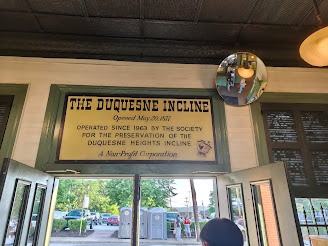 THE DUQUESNE INCLINE
Opened May 20, 1877
OPERATED SINCE 1963 BY THE SOCIETY
FOR THE PRESERVATION OF THE
DUQUESNE HEIGHTS INCLINE
A Non-Profit Corporation